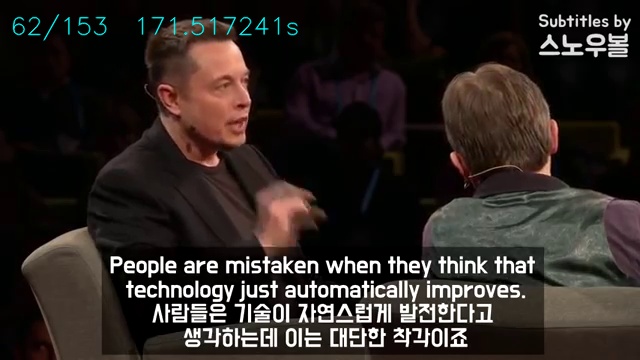 62/153 171.517241s
Subtitles by
스노우볼
People are mistaken when they think that
technology just automatically improves.
사람들은 기술이 자연스럽게 발전한다고
생각하는데 이는 대단한 착각이죠